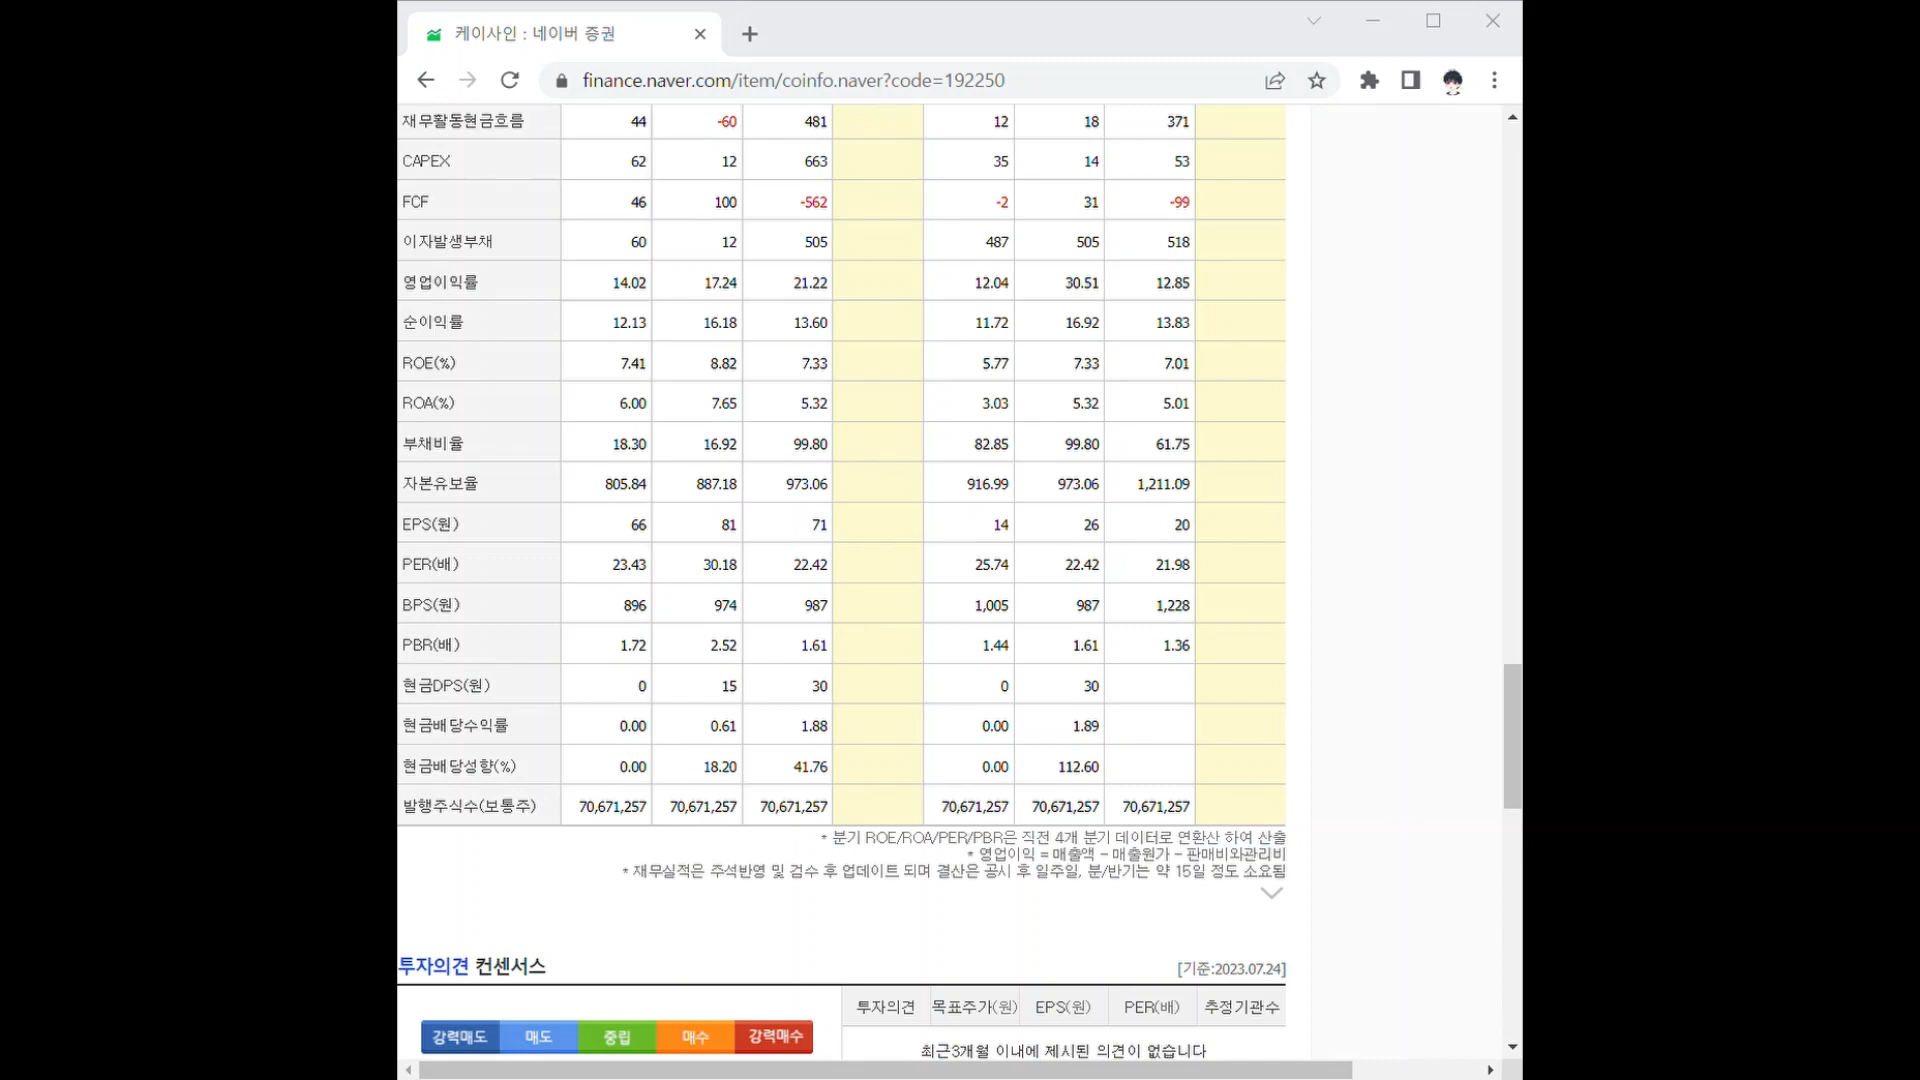 케이사인 : 네이버 증권
finance.naver.com/item/coinfo.naver?code=192250
재무활동현금흐름 44 -60 481 12 18 371
CAPEX 62 12 663 35 14 53
FCF 46 100 -562 -2 31 -99
이자발생부채 60 12 505 487 505 518
영업이익률 14.02 17.24 21.22 12.04 30.51 12.85
순이익률 12.13 16.18 13.60 11.72 16.92 13.83
ROE(%) 7.41 8.82 7.33 5.77 7.33 7.01
ROA(%) 6.00 7.65 5.32 3.03 5.32 5.01
부채비율 18.30 16.92 99.80 82.85 99.80 61.75
자본유보율 805.84 887.18 973.06 916.99 973.06 1,211.09
EPS(원) 66 81 71 14 26 20
PER(배) 23.43 30.18 22.42 25.74 22.42 21.98
BPS(원) 896 974 987 1,005 987 1,228
PBR(배) 1.72 2.52 1.61 1.44 1.61 1.36
현금DPS(원) 0 15 30 0 30
현금배당수익률 0.00 0.61 1.88 0.00 1.89
현금배당성향(%) 0.00 18.20 41.76 0.00 112.60
발행주식수(보통주) 70,671,257 70,671,257 70,671,257 70,671,257 70,671,257 70,671,257
* 분기 ROE/ROA/PER/PBR은 직전 4개 분기 데이터로 연환산 하여 산출
* 영업이익 = 매출액 - 매출원가 - 판매비와관리비
* 재무실적은 주석반영 및 검수 후 업데이트 되며 결산은 공시 후 일주일, 분/반기는 약 15일 정도 소요됨
투자의견 컨센서스 [기준:2023.07.24]
투자의견 목표주가(원) EPS(원) PER(배) 추정기관수
강력매도 매도 중립 매수 강력매수
최근3개월 이내에 제시된 의견이 없습니다